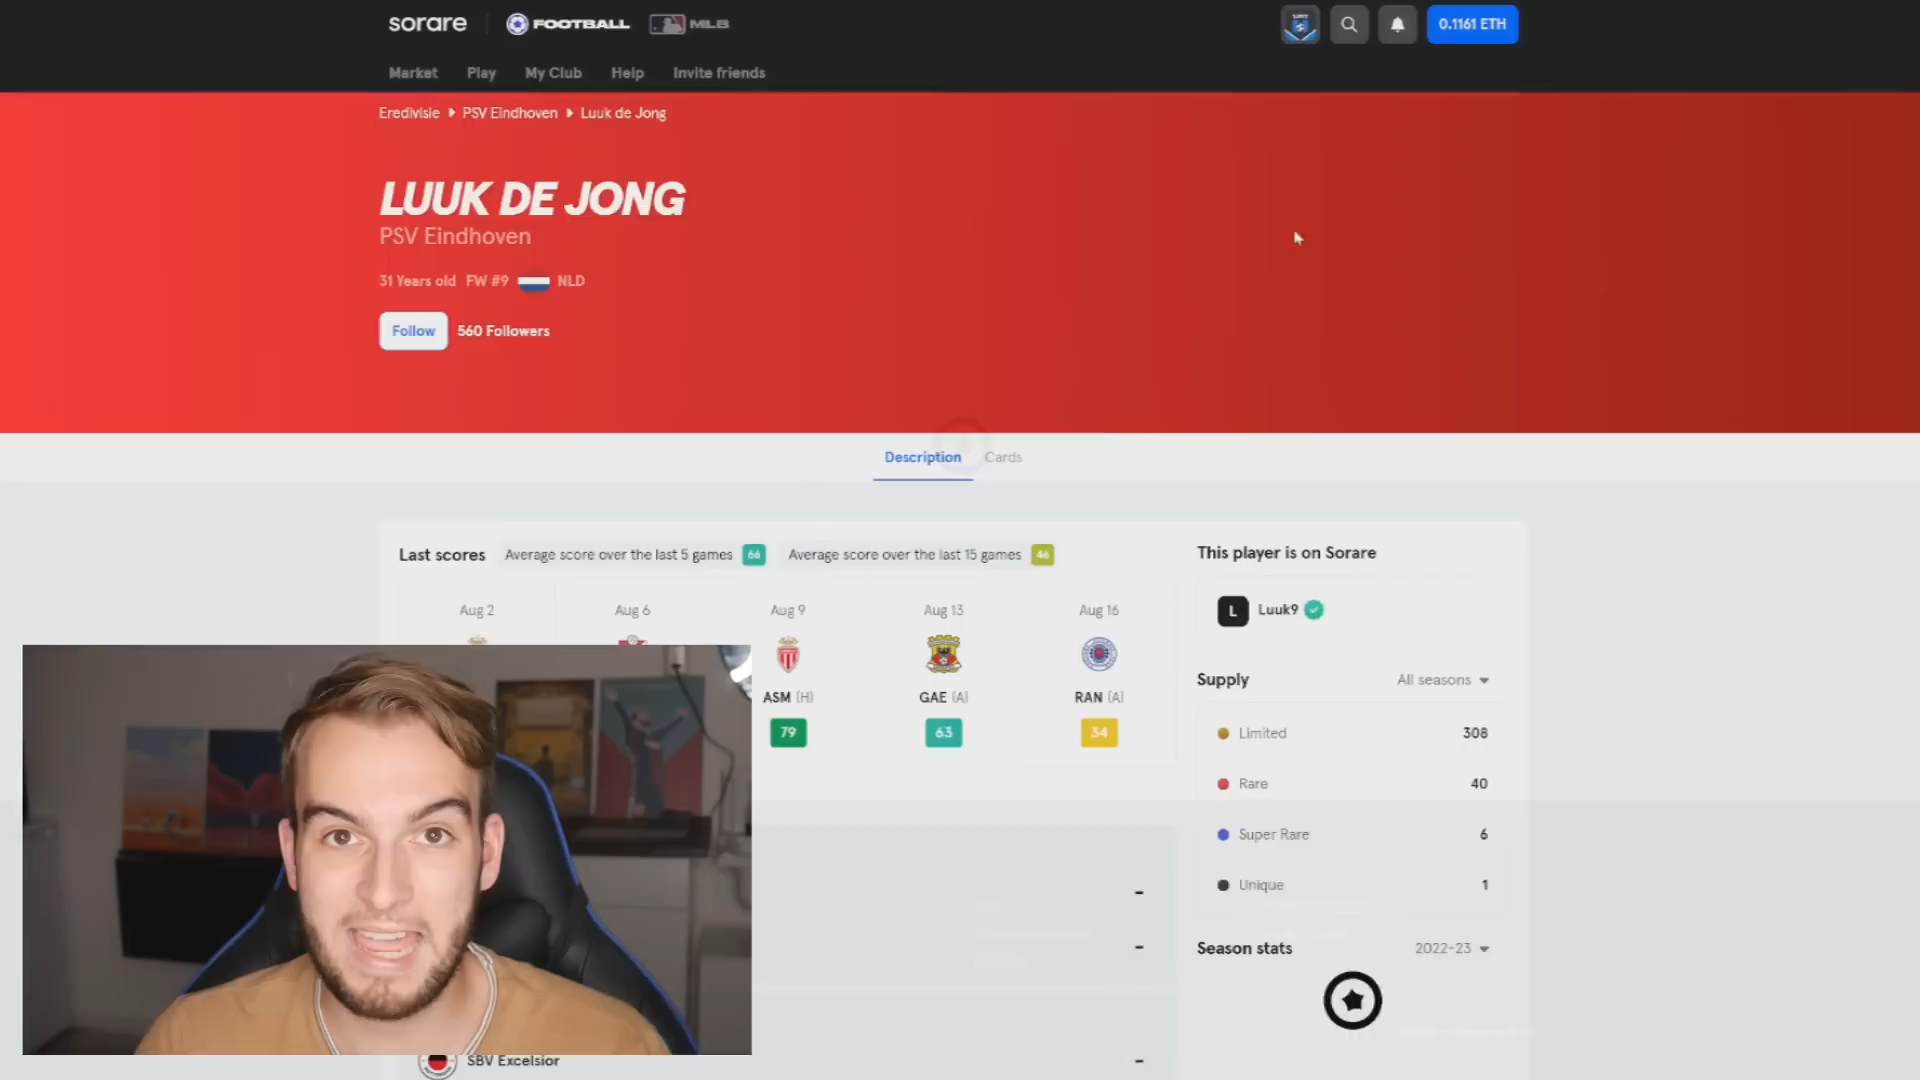 sorare FOOTBALL MLB
0.1161 ETH
Market Play My Club Help Invite friends
Eredivisie PSV Eindhoven Luuk de Jong
LUUK DE JONG
PSV Eindhoven
31 Years old FW #9 NLD
Follow 560 Followers
Description Cards
Last scores Average score over the last 5 games 66 Average score over the last 15 games 46
Aug 2 Aug 6 Aug 9 Aug 13 Aug 16
ASM (H) GAE (A) RAN (A)
79 63 34
- 
-
SBV Excelsior -
This player is on Sorare
L Luuk9
Supply All seasons
Limited 308
Rare 40
Super Rare 6
Unique 1
Season stats 2022-23